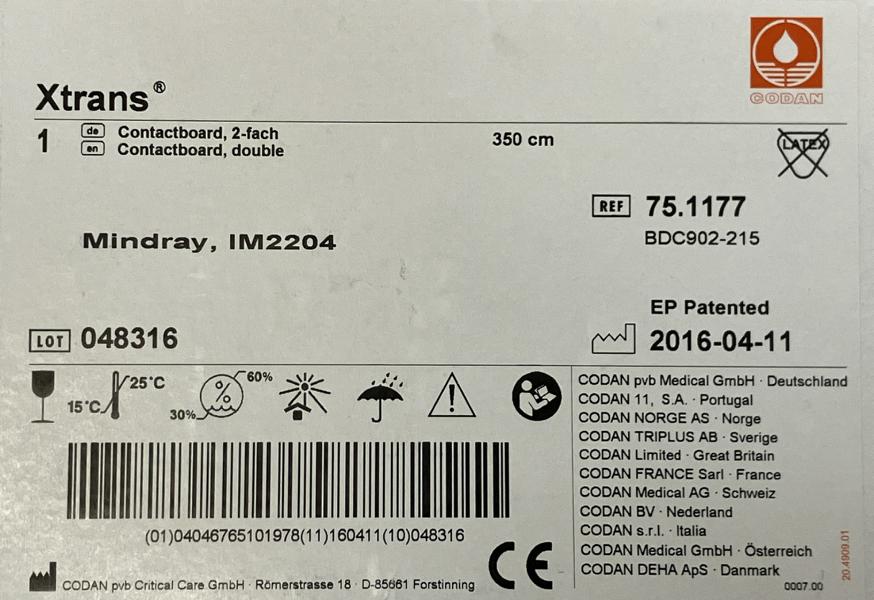 CODAN
Xtrans®
1
de Contactboard, 2-fach
en Contactboard, double
350 cm
LATEX
REF 75.1177
BDC902-215
Mindray, IM2204
EP Patented
LOT 048316
2016-04-11
15°C 25°C
30% % 60%
(01)04046765101978(11)160411(10)048316
CE
CODAN pvb Critical Care GmbH · Römerstrasse 18 · D-85661 Forstinning
CODAN pvb Medical GmbH · Deutschland
CODAN 11, S.A. · Portugal
CODAN NORGE AS · Norge
CODAN TRIPLUS AB · Sverige
CODAN Limited · Great Britain
CODAN FRANCE Sarl · France
CODAN Medical AG · Schweiz
CODAN BV · Nederland
CODAN s.r.l. · Italia
CODAN Medical GmbH · Österreich
CODAN DEHA ApS · Danmark
0007.00
20.4909.01